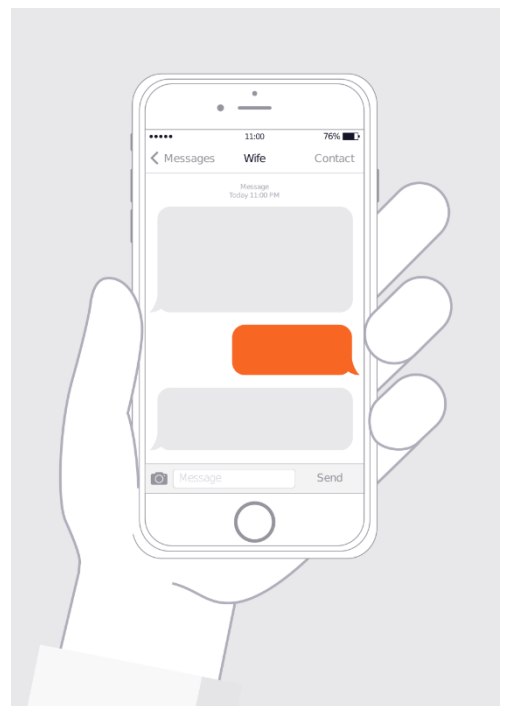 11:00
76%
Messages
Wife
Contact
Message
Today 11:00 PM
Message
Send